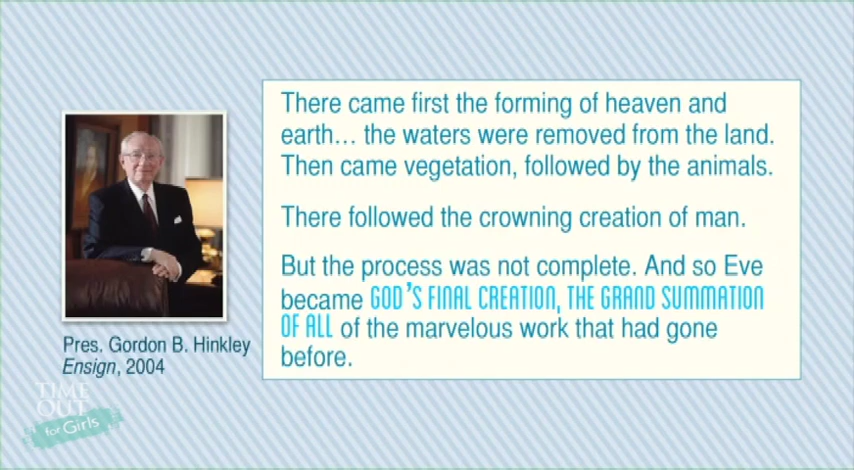 There came first the forming of heaven and
earth... the waters were removed from the land.
Then came vegetation, followed by the animals.
There followed the crowning creation of man.
But the process was not complete. And so Eve
became GOD'S FINAL CREATION, THE GRAND SUMMATION
OF ALL of the marvelous work that had gone
before.
Pres. Gordon B. Hinkley
Ensign, 2004
TIME
OUT
for Girls